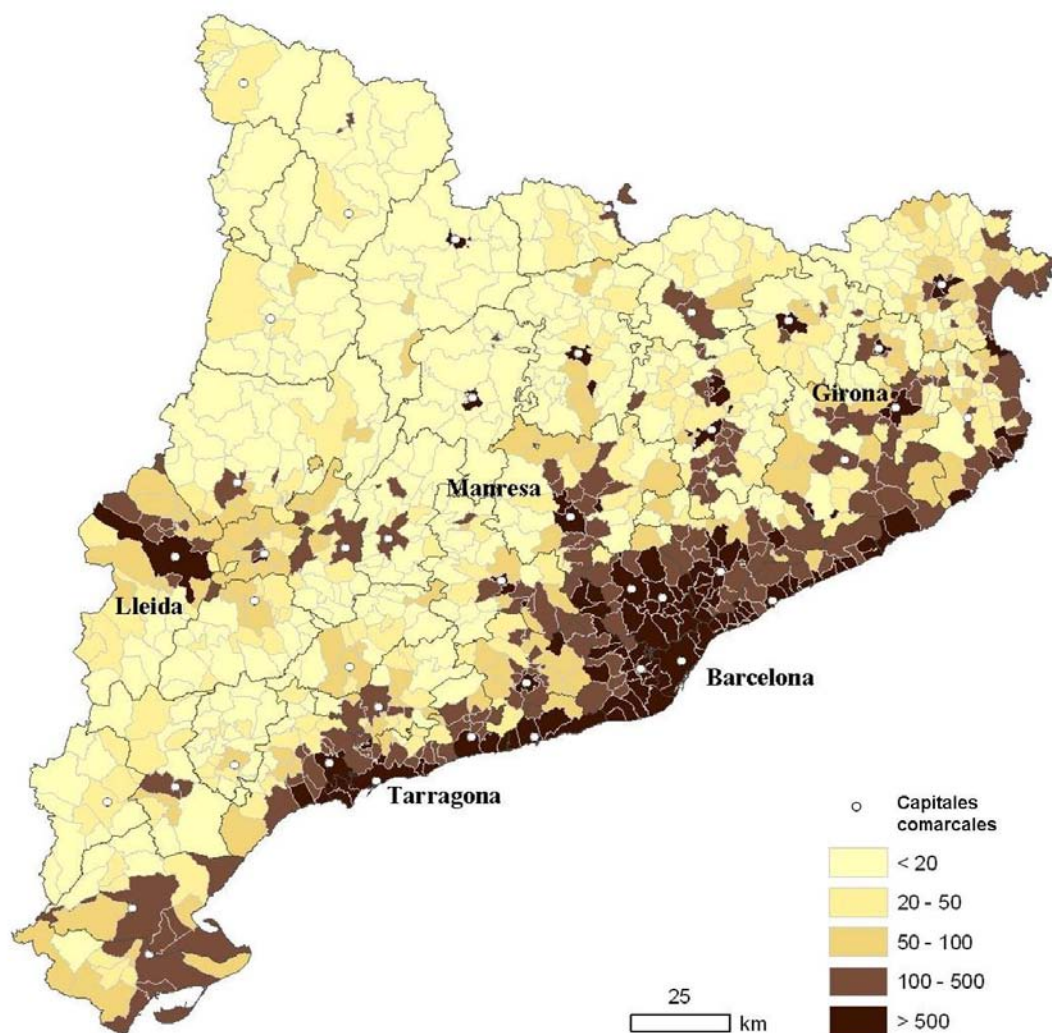 Girona
Manresa
Lleida
Barcelona
Tarragona
Capitales
comarcales
< 20
20 - 50
50 - 100
100 - 500
> 500
25
km